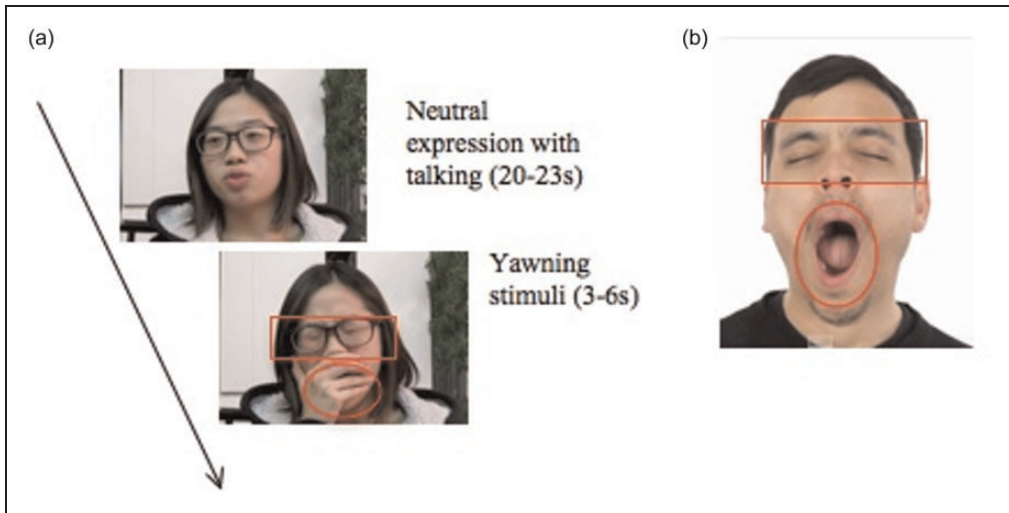 (a)
(b)
Neutral
expression with
talking (20-23s)
Yawning
stimuli (3-6s)